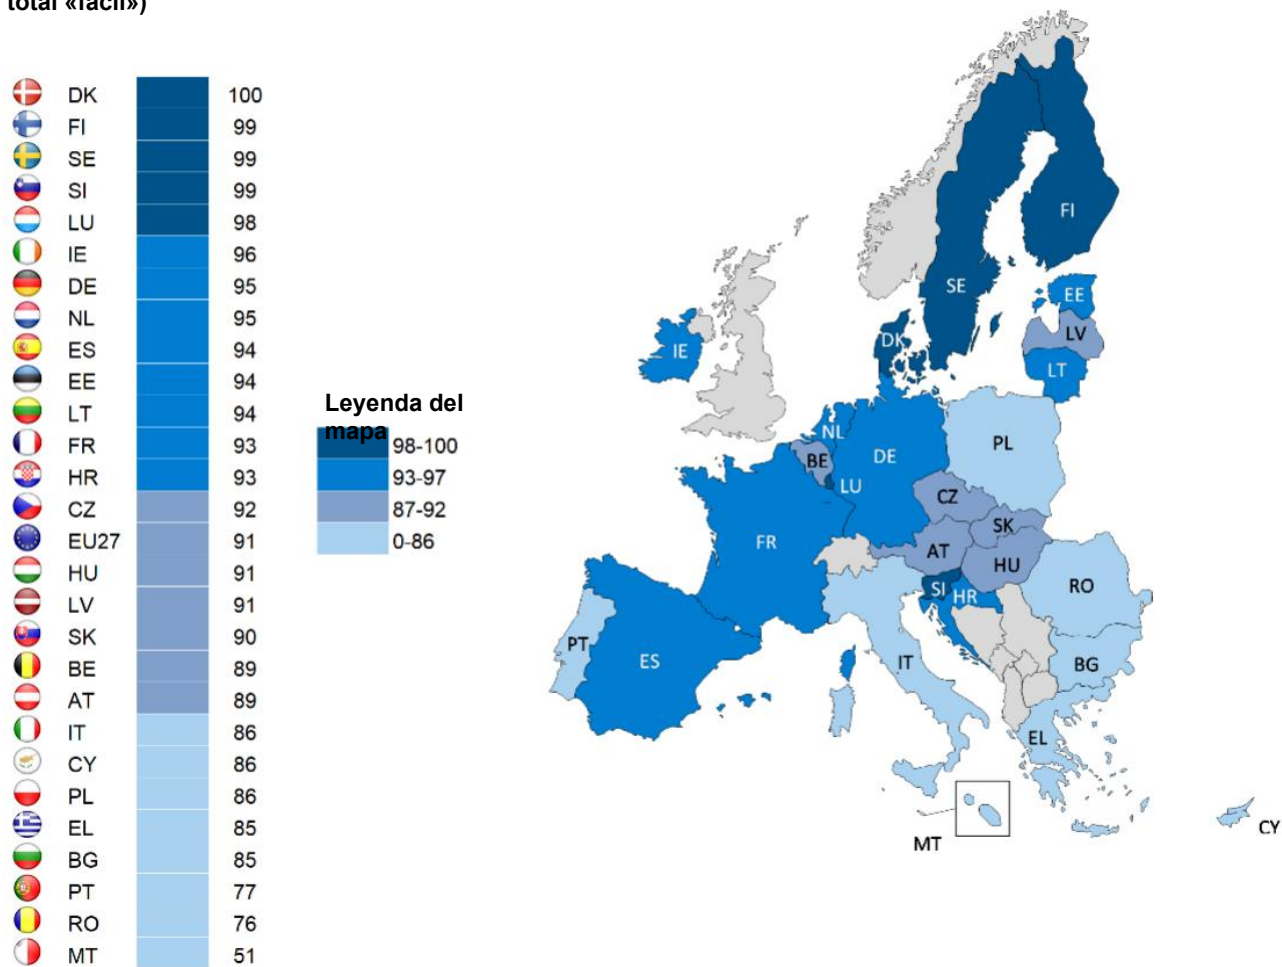 total «fácil»)
DK 100
FI 99
SE 99
SI 99
LU 98
IE 96
DE 95
NL 95
ES 94
EE 94
LT 94
FR 93
HR 93
CZ 92
EU27 91
HU 91
LV 91
SK 90
BE 89
AT 89
IT 86
CY 86
PL 86
EL 85
BG 85
PT 77
RO 76
MT 51
Leyenda del
mapa
98-100
93-97
87-92
0-86
FI
SE
EE
LV
LT
DK
IE
NL
PL
BE
DE
LU
CZ
SK
FR
AT
HU
SI
HR
RO
PT
ES
IT
BG
EL
MT
CY